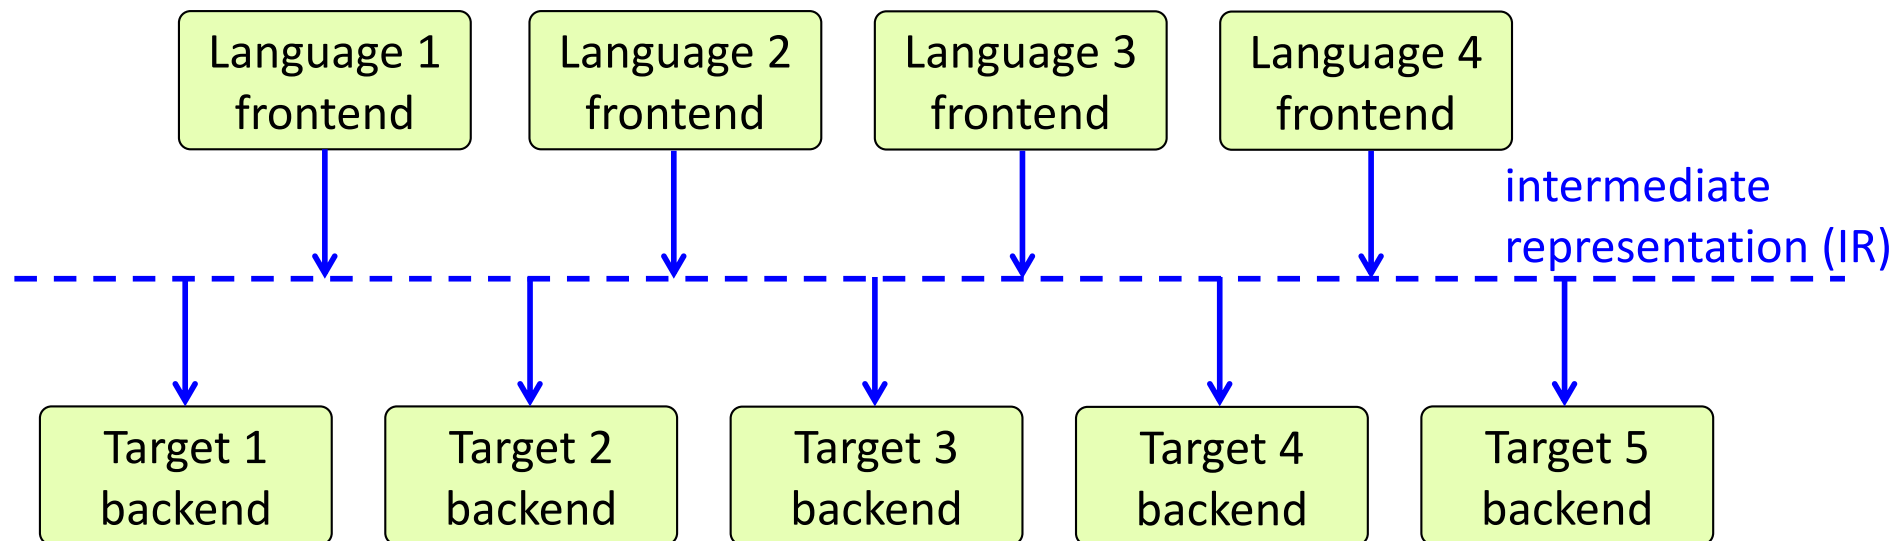 Language 1
frontend
Language 2
frontend
Language 3
frontend
Language 4
frontend
intermediate
representation (IR)
Target 1
backend
Target 2
backend
Target 3
backend
Target 4
backend
Target 5
backend